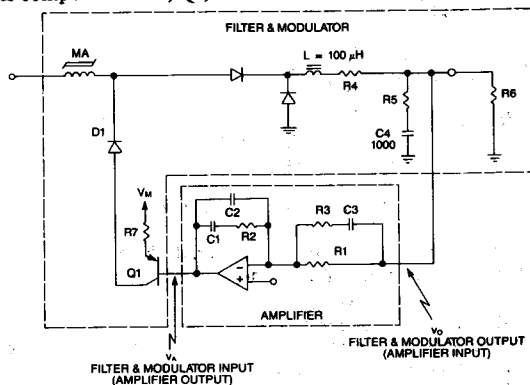 FILTER & MODULATOR
MA
L = 100 μH
R4
R5
R6
D1
C4
1000
VM
R7
C2
C1
R2
R3
C3
R1
Q1
−
+
AMPLIFIER
vA
FILTER & MODULATOR INPUT
(AMPLIFIER OUTPUT)
vO
FILTER & MODULATOR OUTPUT
(AMPLIFIER INPUT)